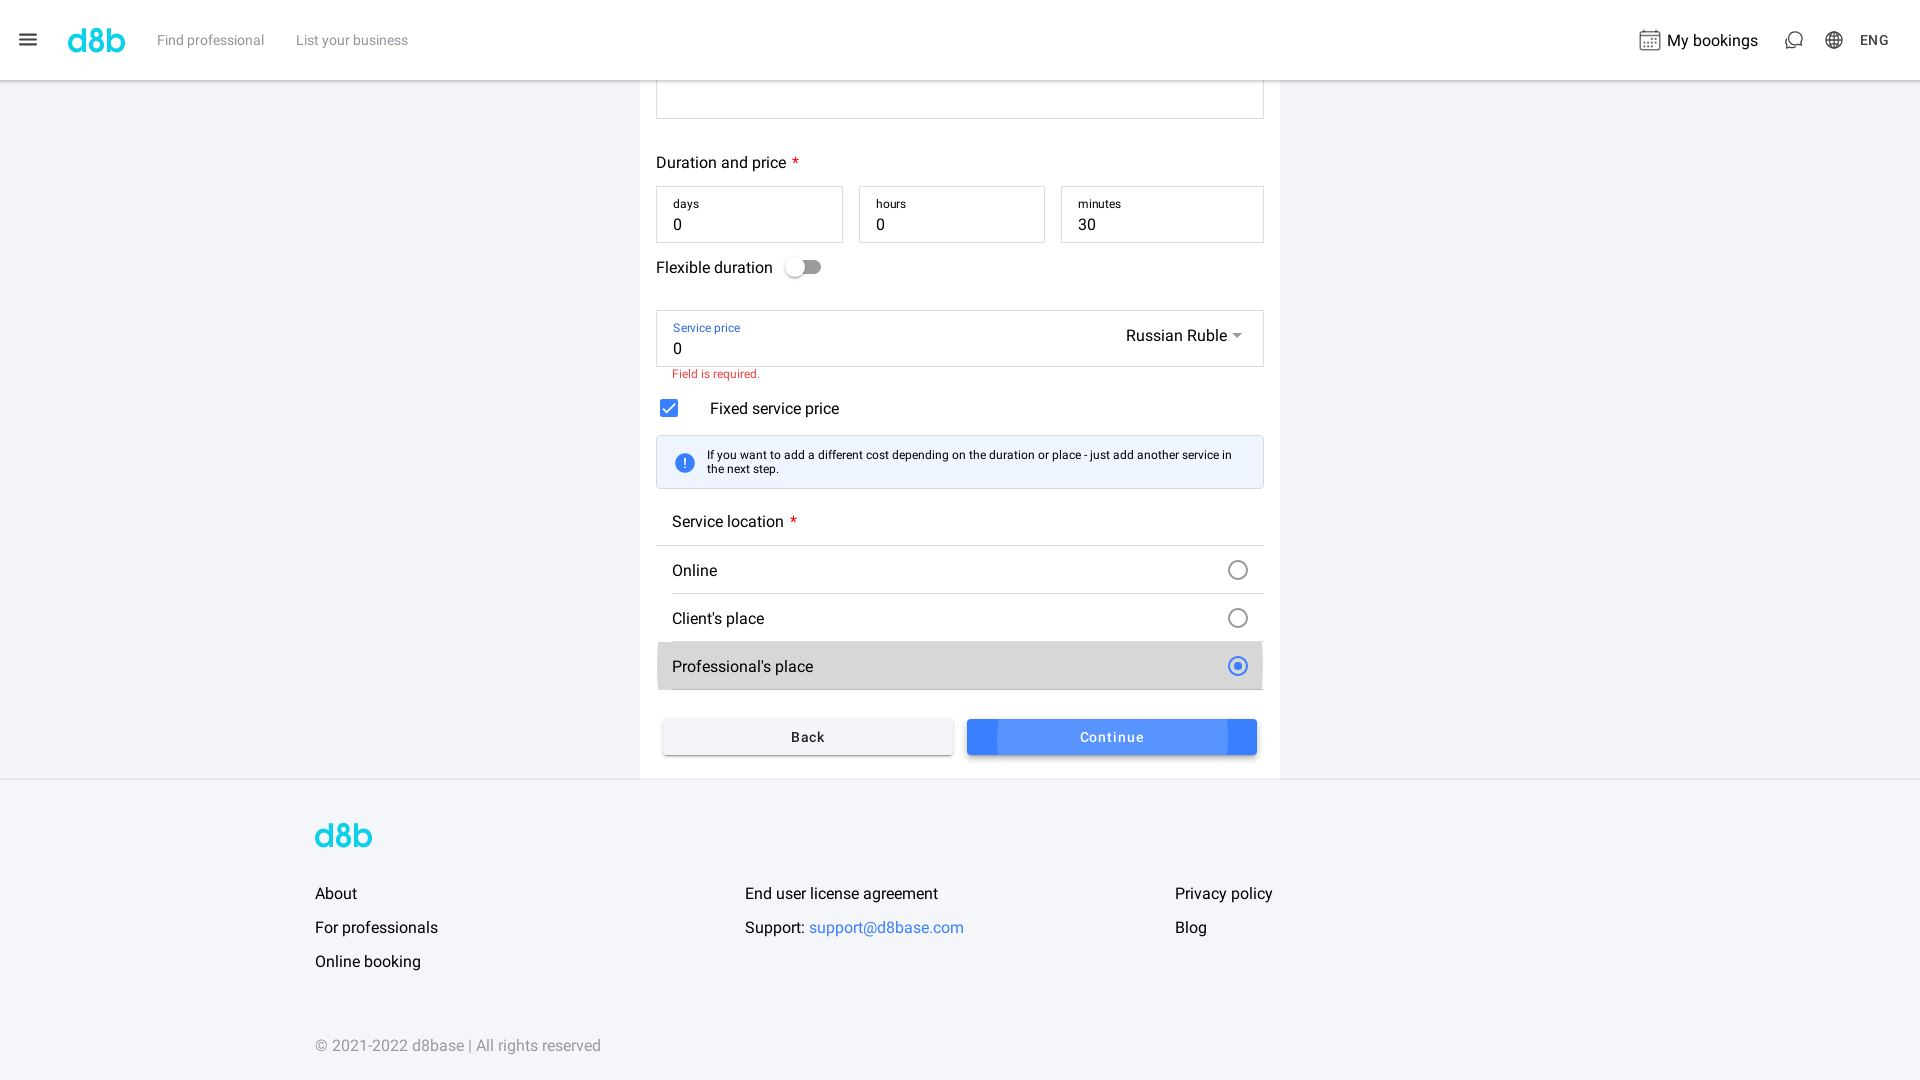 d8b
Find professional
List your business
My bookings
ENG
Duration and price *
days
0
hours
0
minutes
30
Flexible duration
Service price
0
Russian Ruble
Field is required.
Fixed service price
If you want to add a different cost depending on the duration or place - just add another service in
the next step.
Service location *
Online
Client's place
Professional's place
Back
Continue
d8b
About
End user license agreement
Privacy policy
For professionals
Support: support@d8base.com
Blog
Online booking
© 2021-2022 d8base | All rights reserved